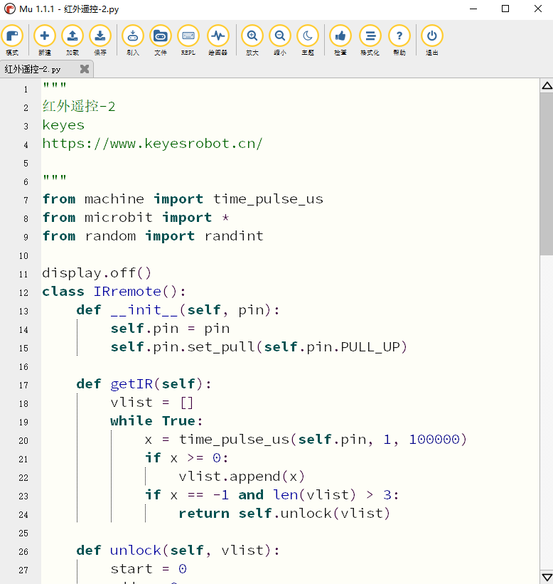 Mu 1.1.1 - 红外遥控-2.py
模式 新建 加载 保存 刷入 文件 REPL 绘图器 放大 缩小 主题 检查 格式化 帮助 退出
红外遥控-2.py
1 """
2 红外遥控-2
3 keyes
4 https://www.keyesrobot.cn/
5
6 """
7 from machine import time_pulse_us
8 from microbit import *
9 from random import randint
10
11 display.off()
12 class IRremote():
13 def __init__(self, pin):
14 self.pin = pin
15 self.pin.set_pull(self.pin.PULL_UP)
16
17 def getIR(self):
18 vlist = []
19 while True:
20 x = time_pulse_us(self.pin, 1, 100000)
21 if x >= 0:
22 vlist.append(x)
23 if x == -1 and len(vlist) > 3:
24 return self.unlock(vlist)
25
26 def unlock(self, vlist):
27 start = 0